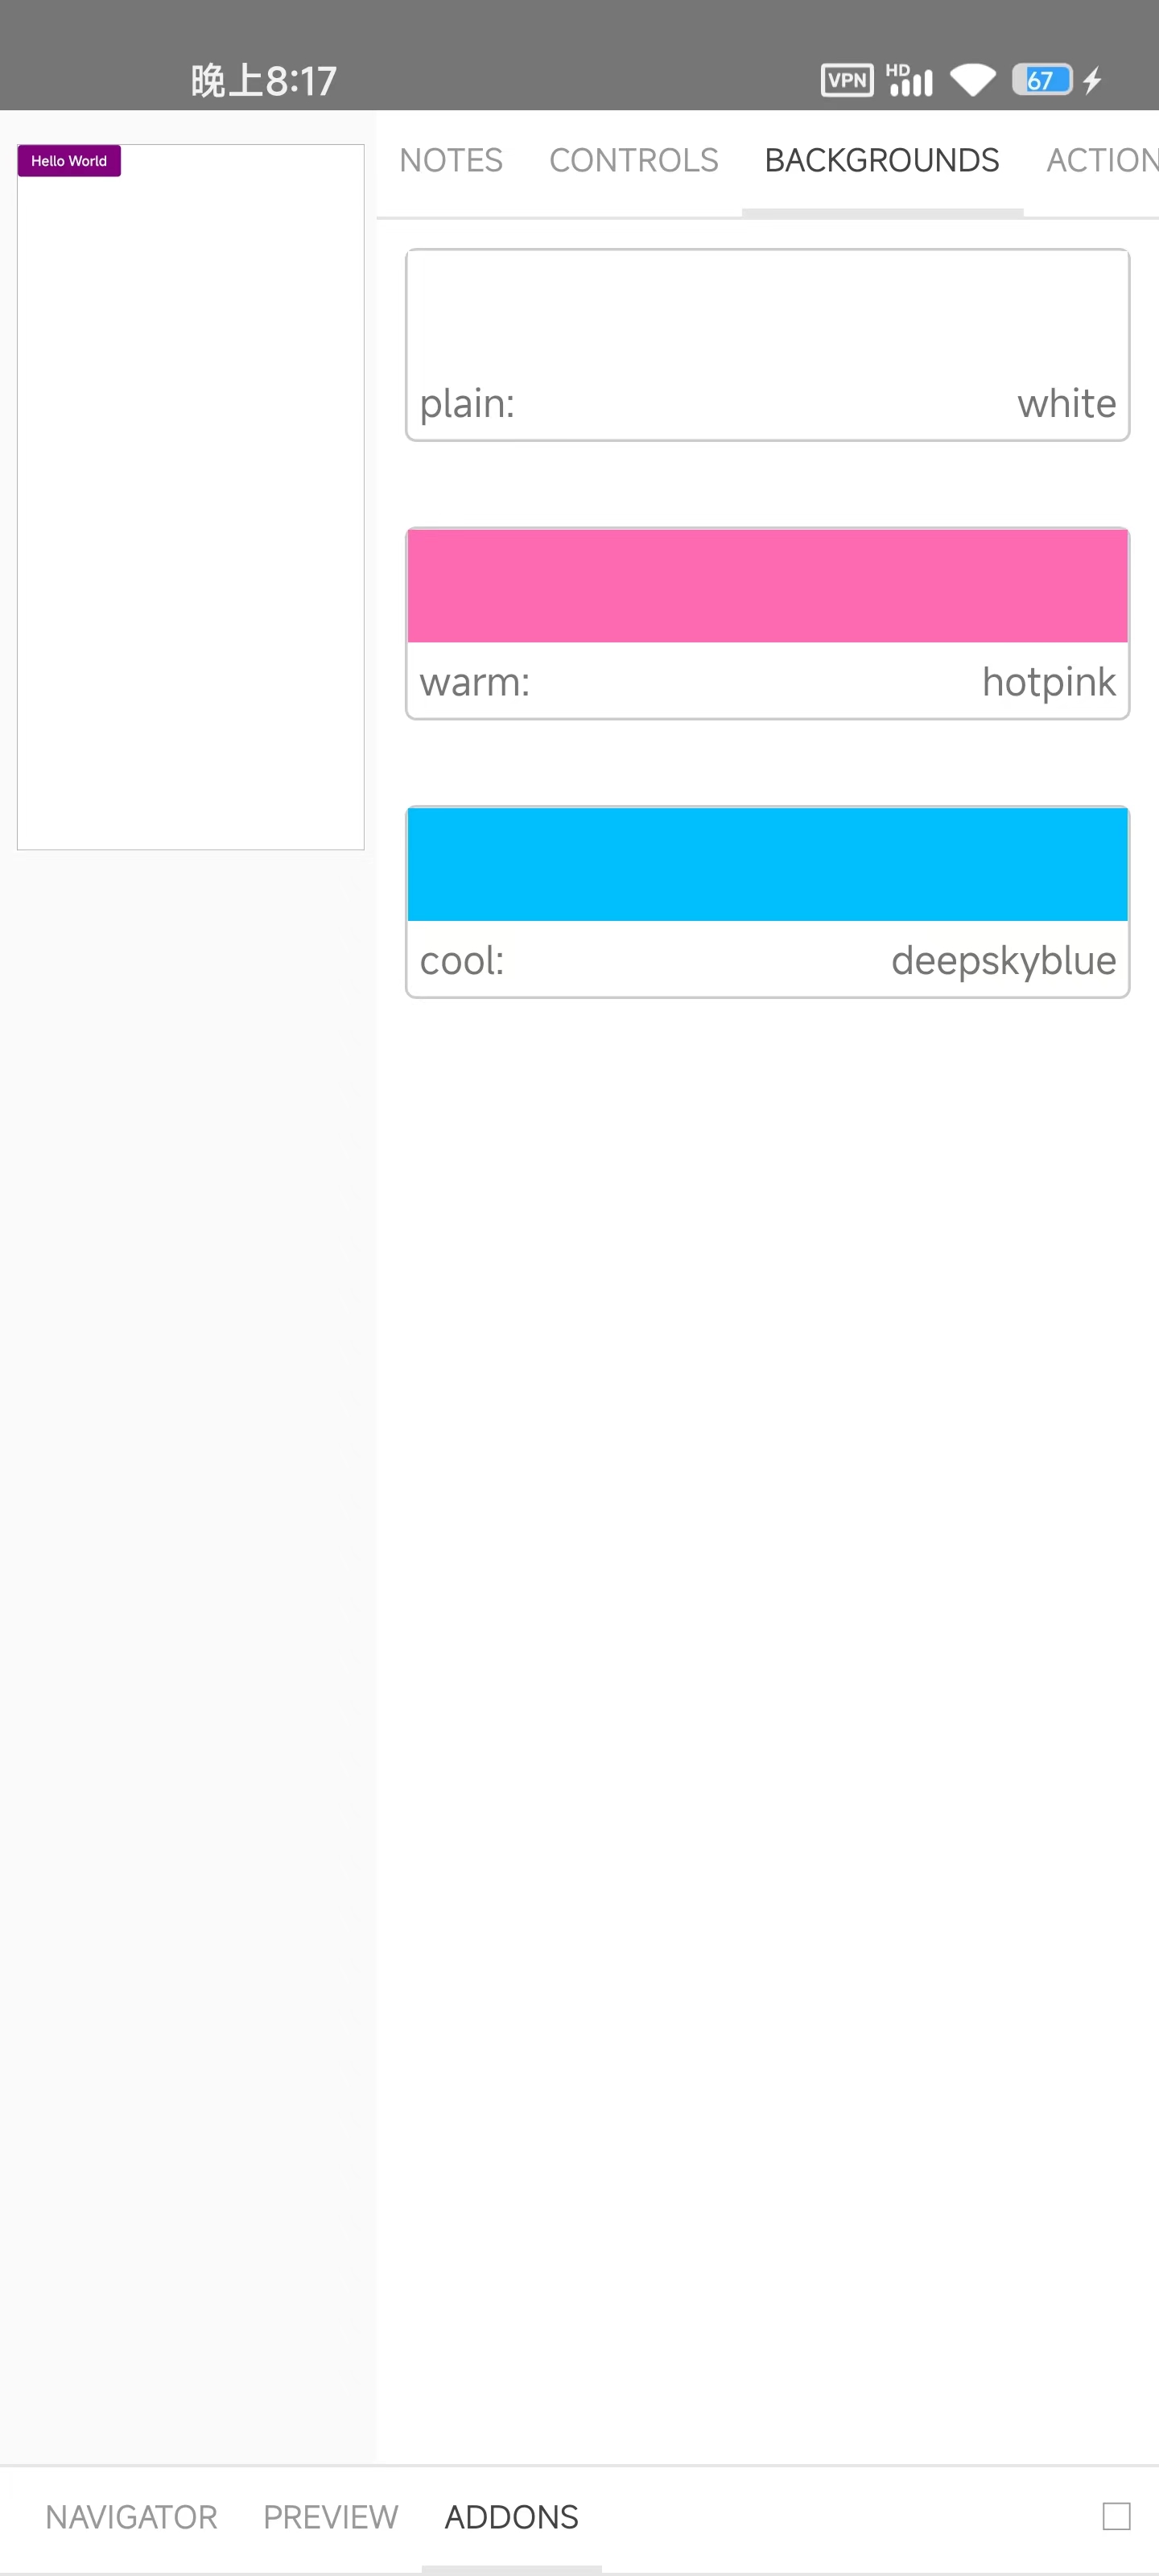 晚上8:17 VPN HD 67
Hello World
NOTES CONTROLS BACKGROUNDS ACTION
plain: white
warm: hotpink
cool: deepskyblue
NAVIGATOR PREVIEW ADDONS